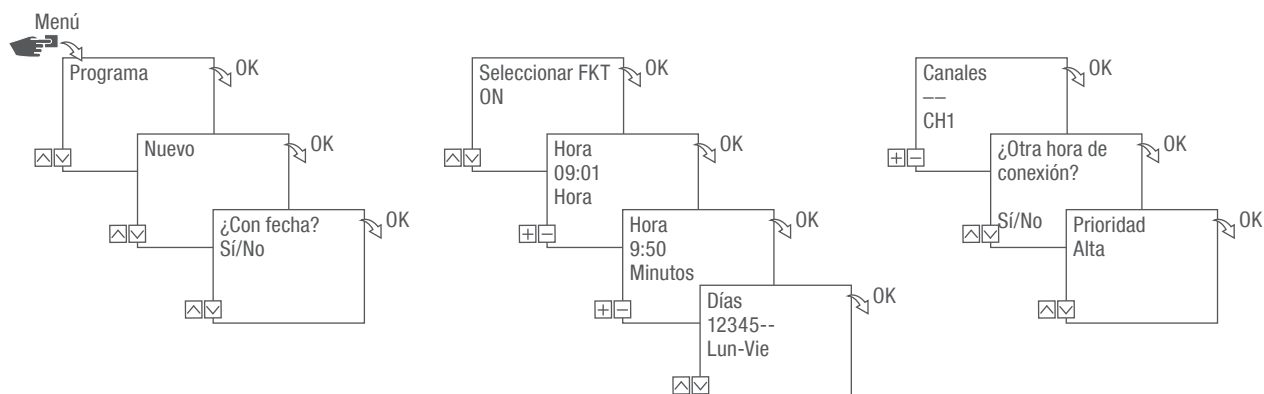 Menú
Programa
OK
Nuevo
OK
¿Con fecha?
Sí/No
OK
Seleccionar FKT
ON
OK
Hora
09:01
Hora
OK
Hora
9:50
Minutos
OK
Días
12345--
Lun-Vie
OK
Canales
––
CH1
OK
¿Otra hora de
conexión?
Sí/No
OK
Prioridad
Alta
OK